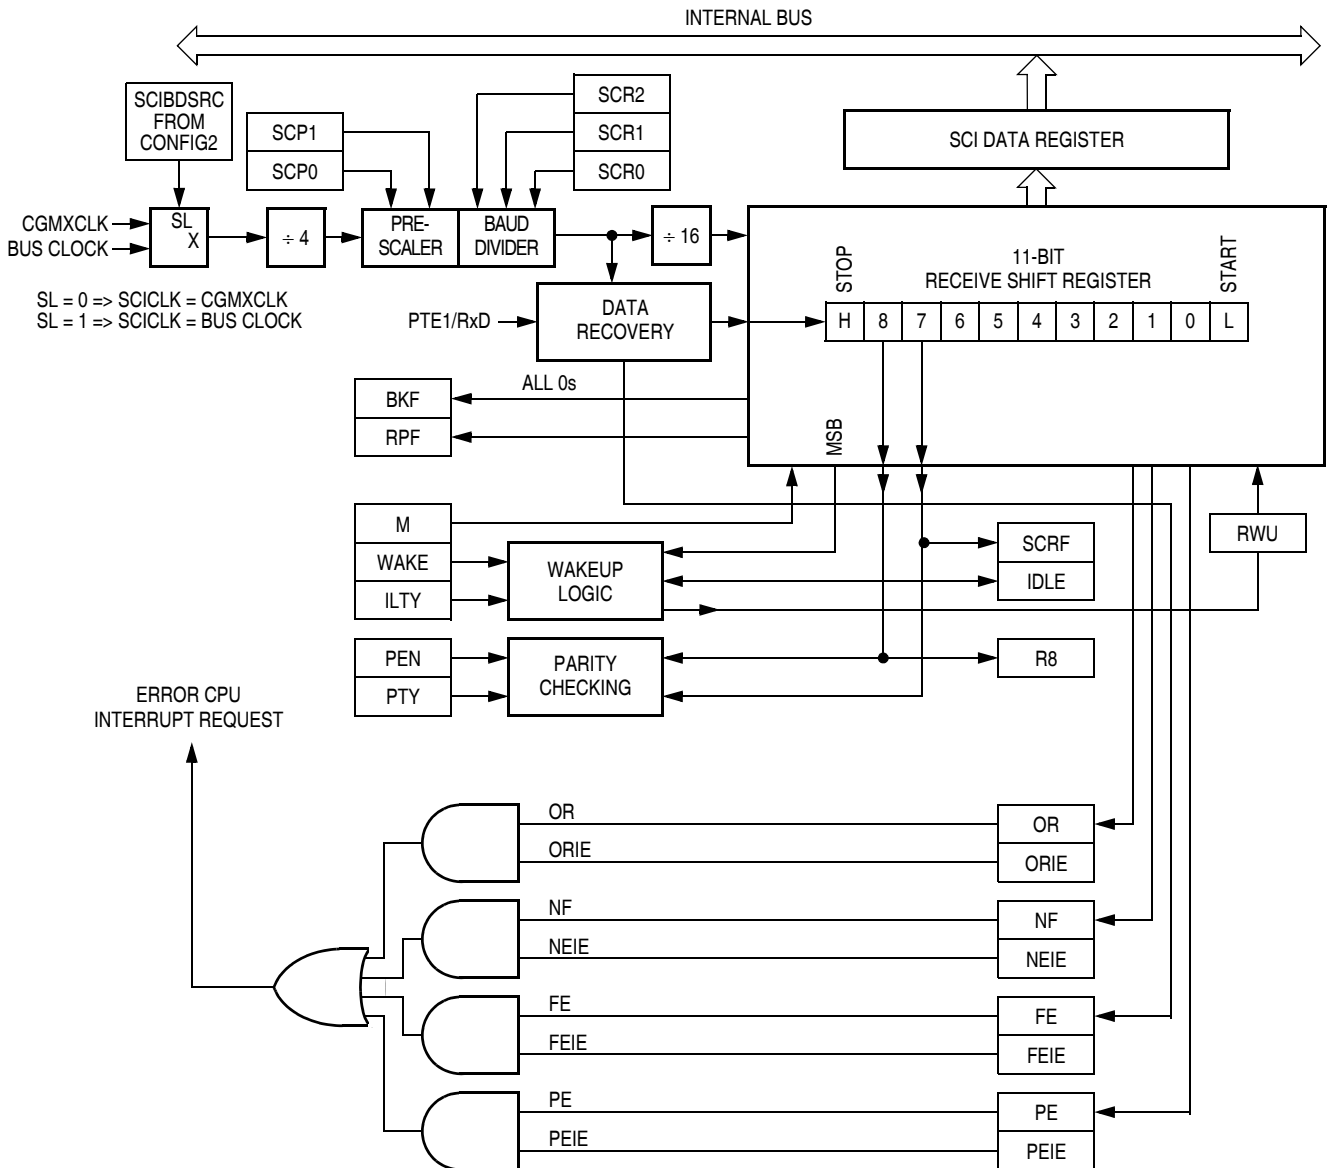 INTERNAL BUS
SCIBDSRC
FROM
CONFIG2
SCP1
SCP0
SCR2
SCR1
SCR0
SCI DATA REGISTER
CGMXCLK
BUS CLOCK
SL
X
÷ 4
PRE-
SCALER
BAUD
DIVIDER
÷ 16
SL = 0 => SCICLK = CGMXCLK
SL = 1 => SCICLK = BUS CLOCK
PTE1/RxD
DATA
RECOVERY
STOP
11-BIT
RECEIVE SHIFT REGISTER
START
H 8 7 6 5 4 3 2 1 0 L
ALL 0s
BKF
RPF
MSB
M
WAKE
ILTY
WAKEUP
LOGIC
SCRF
IDLE
RWU
PEN
PTY
PARITY
CHECKING
R8
ERROR CPU
INTERRUPT REQUEST
OR
ORIE
OR
ORIE
NF
NEIE
NF
NEIE
FE
FEIE
FE
FEIE
PE
PEIE
PE
PEIE